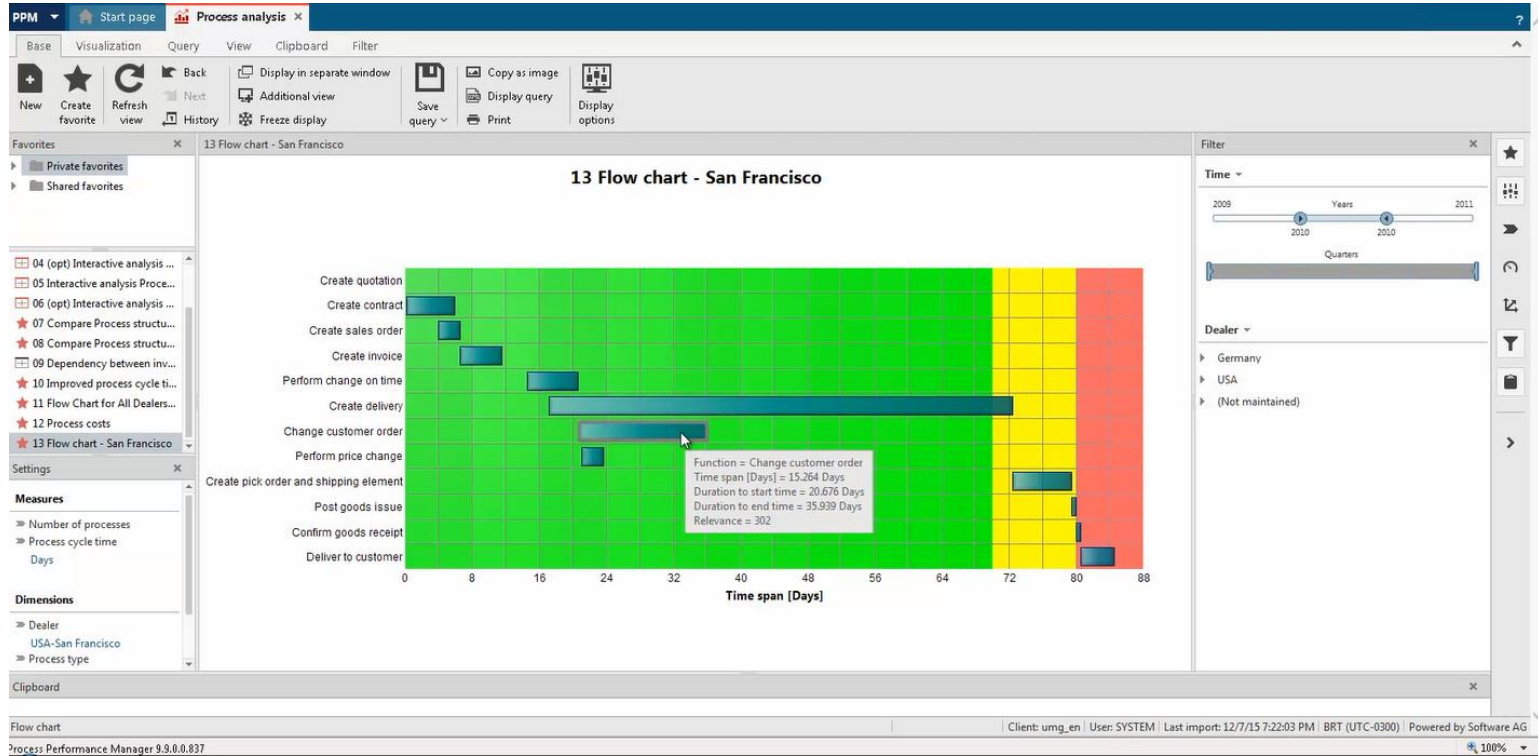 PPM
Start page
Process analysis ×
?
Base Visualization Query View Clipboard Filter
New
Create favorite
Refresh view
Back
Next
History
Display in separate window
Additional view
Freeze display
Save query
Copy as image
Display query
Print
Display options
Favorites
Private favorites
Shared favorites
04 (opt) Interactive analysis ...
05 Interactive analysis Proce...
06 (opt) Interactive analysis ...
07 Compare Process structu...
08 Compare Process structu...
09 Dependency between inv...
10 Improved process cycle ti...
11 Flow Chart for All Dealers...
12 Process costs
13 Flow chart - San Francisco
Settings
Measures
Number of processes
Process cycle time
Days
Dimensions
Dealer
USA-San Francisco
Process type
13 Flow chart - San Francisco
13 Flow chart - San Francisco
Create quotation
Create contract
Create sales order
Create invoice
Perform change on time
Create delivery
Change customer order
Perform price change
Create pick order and shipping element
Post goods issue
Confirm goods receipt
Deliver to customer
Function = Change customer order
Time span [Days] = 15.264 Days
Duration to start time = 20.676 Days
Duration to end time = 35.939 Days
Relevance = 302
0 8 16 24 32 40 48 56 64 72 80 88
Time span [Days]
Filter
Time
2009 Years 2011
2010 2010
Quarters
Dealer
Germany
USA
(Not maintained)
Clipboard
Flow chart
Client: umg_en User: SYSTEM Last import: 12/7/15 7:22:03 PM BRT (UTC-0300) Powered by Software AG
Process Performance Manager 9.9.0.0.837
100%